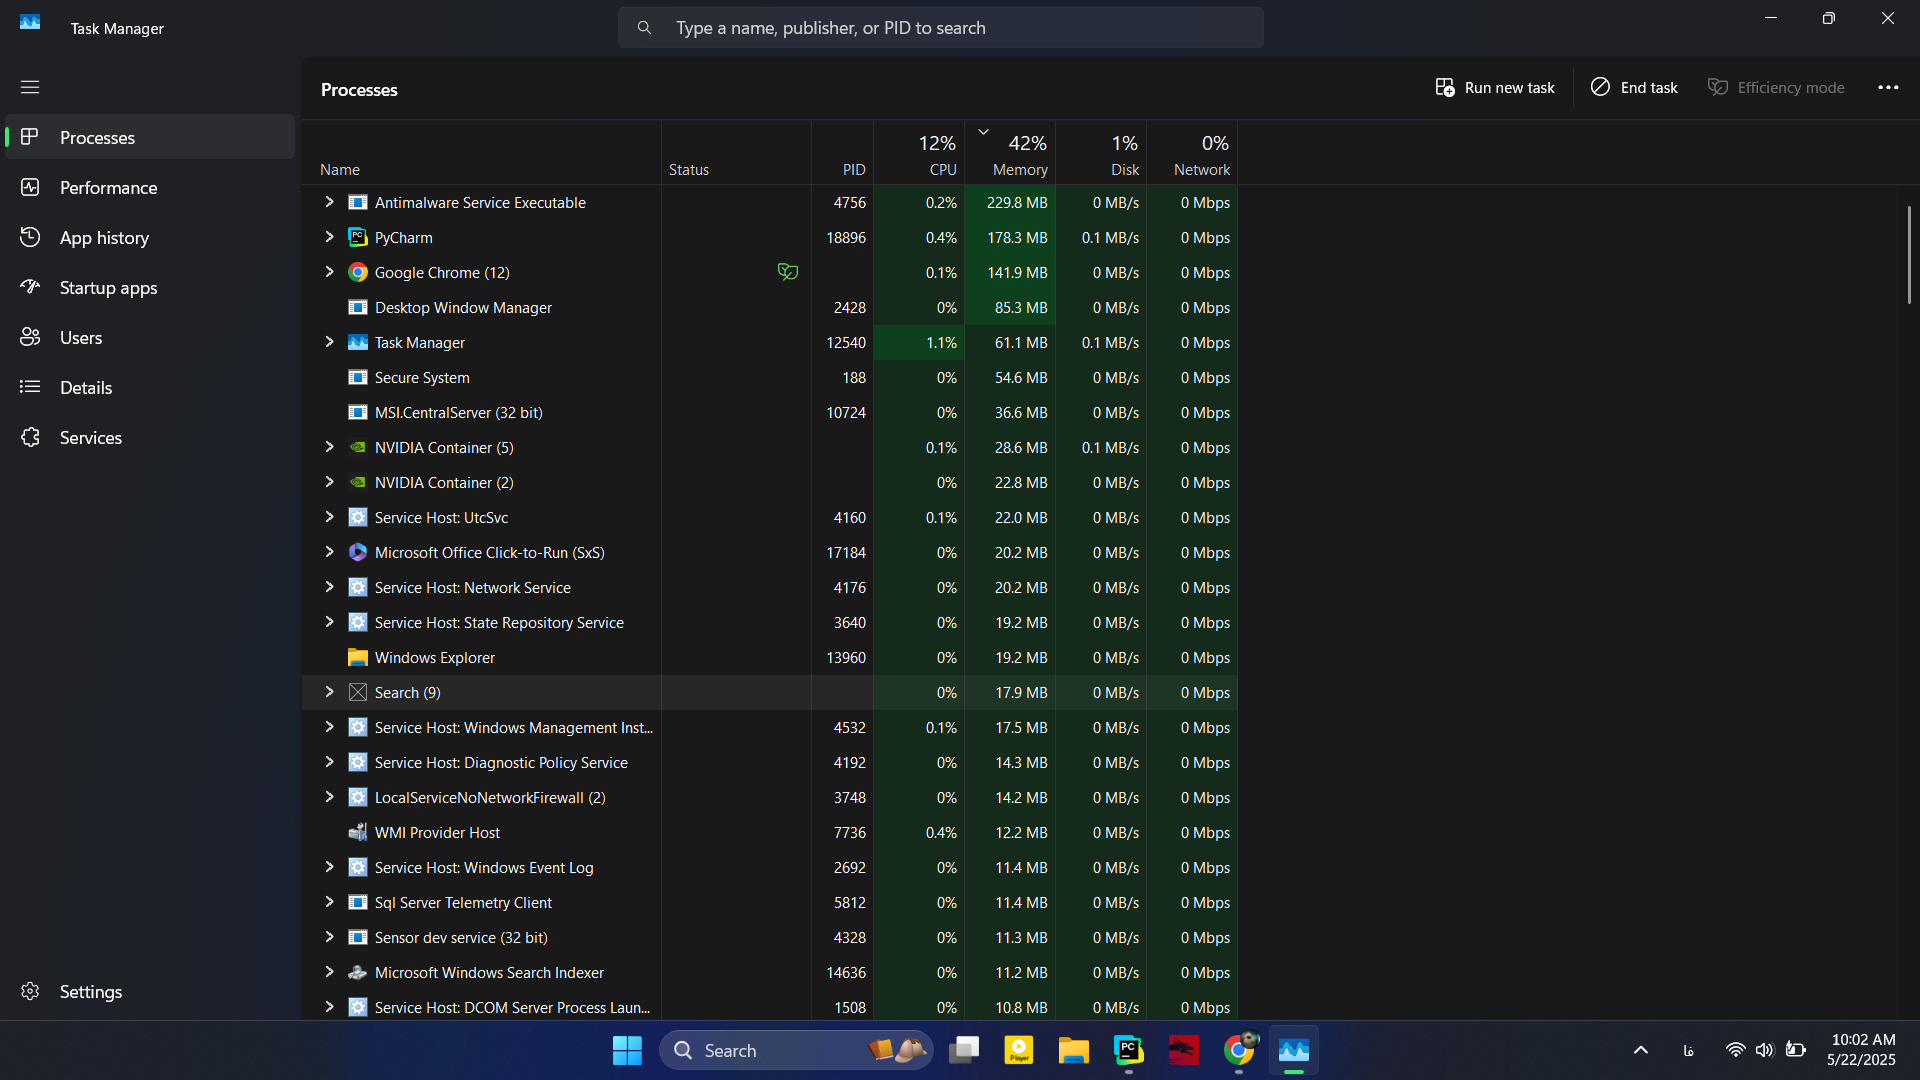 Task Manager
Type a name, publisher, or PID to search
Processes
Run new task
End task
Efficiency mode
Processes
Performance
App history
Startup apps
Users
Details
Services
Settings
12% 42% 1% 0%
Name Status PID CPU Memory Disk Network
Antimalware Service Executable 4756 0.2% 229.8 MB 0 MB/s 0 Mbps
PyCharm 18896 0.4% 178.3 MB 0.1 MB/s 0 Mbps
Google Chrome (12) 0.1% 141.9 MB 0 MB/s 0 Mbps
Desktop Window Manager 2428 0% 85.3 MB 0 MB/s 0 Mbps
Task Manager 12540 1.1% 61.1 MB 0.1 MB/s 0 Mbps
Secure System 188 0% 54.6 MB 0 MB/s 0 Mbps
MSI.CentralServer (32 bit) 10724 0% 36.6 MB 0 MB/s 0 Mbps
NVIDIA Container (5) 0.1% 28.6 MB 0.1 MB/s 0 Mbps
NVIDIA Container (2) 0% 22.8 MB 0 MB/s 0 Mbps
Service Host: UtcSvc 4160 0.1% 22.0 MB 0 MB/s 0 Mbps
Microsoft Office Click-to-Run (SxS) 17184 0% 20.2 MB 0 MB/s 0 Mbps
Service Host: Network Service 4176 0% 20.2 MB 0 MB/s 0 Mbps
Service Host: State Repository Service 3640 0% 19.2 MB 0 MB/s 0 Mbps
Windows Explorer 13960 0% 19.2 MB 0 MB/s 0 Mbps
Search (9) 0% 17.9 MB 0 MB/s 0 Mbps
Service Host: Windows Management Inst... 4532 0.1% 17.5 MB 0 MB/s 0 Mbps
Service Host: Diagnostic Policy Service 4192 0% 14.3 MB 0 MB/s 0 Mbps
LocalServiceNoNetworkFirewall (2) 3748 0% 14.2 MB 0 MB/s 0 Mbps
WMI Provider Host 7736 0.4% 12.2 MB 0 MB/s 0 Mbps
Service Host: Windows Event Log 2692 0% 11.4 MB 0 MB/s 0 Mbps
Sql Server Telemetry Client 5812 0% 11.4 MB 0 MB/s 0 Mbps
Sensor dev service (32 bit) 4328 0% 11.3 MB 0 MB/s 0 Mbps
Microsoft Windows Search Indexer 14636 0% 11.2 MB 0 MB/s 0 Mbps
Service Host: DCOM Server Process Laun... 1508 0% 10.8 MB 0 MB/s 0 Mbps
Search
Player
PC
فا
10:02 AM
5/22/2025